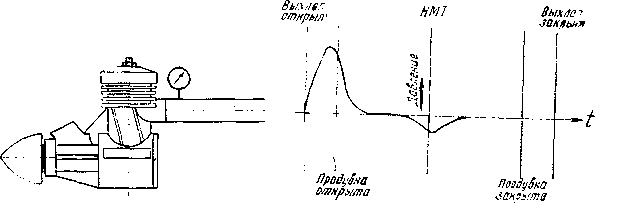 Выхлоп
открыт
НМТ
Выхлоп
закрыт
Давление
t
Продувка
открыта
Продувка
закрыта